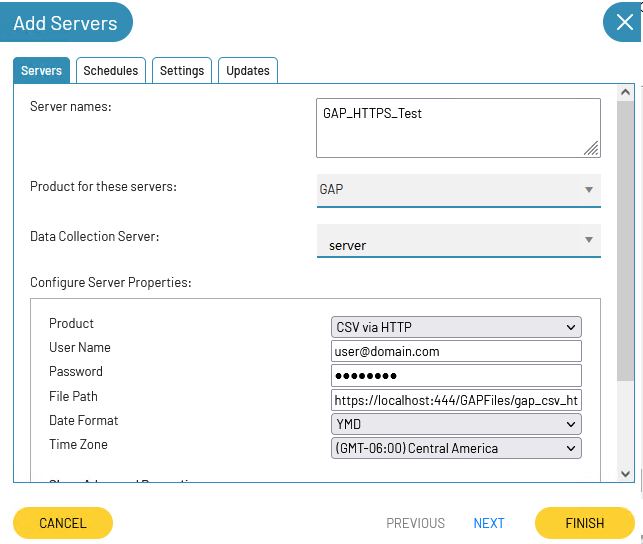 Add Servers
Servers Schedules Settings Updates
Server names: GAP_HTTPS_Test
Product for these servers: GAP
Data Collection Server: server
Configure Server Properties:
Product CSV via HTTP
User Name user@domain.com
Password ●●●●●●●●
File Path https://localhost:444/GAPFiles/gap_csv_ht
Date Format YMD
Time Zone (GMT-06:00) Central America
CANCEL PREVIOUS NEXT FINISH